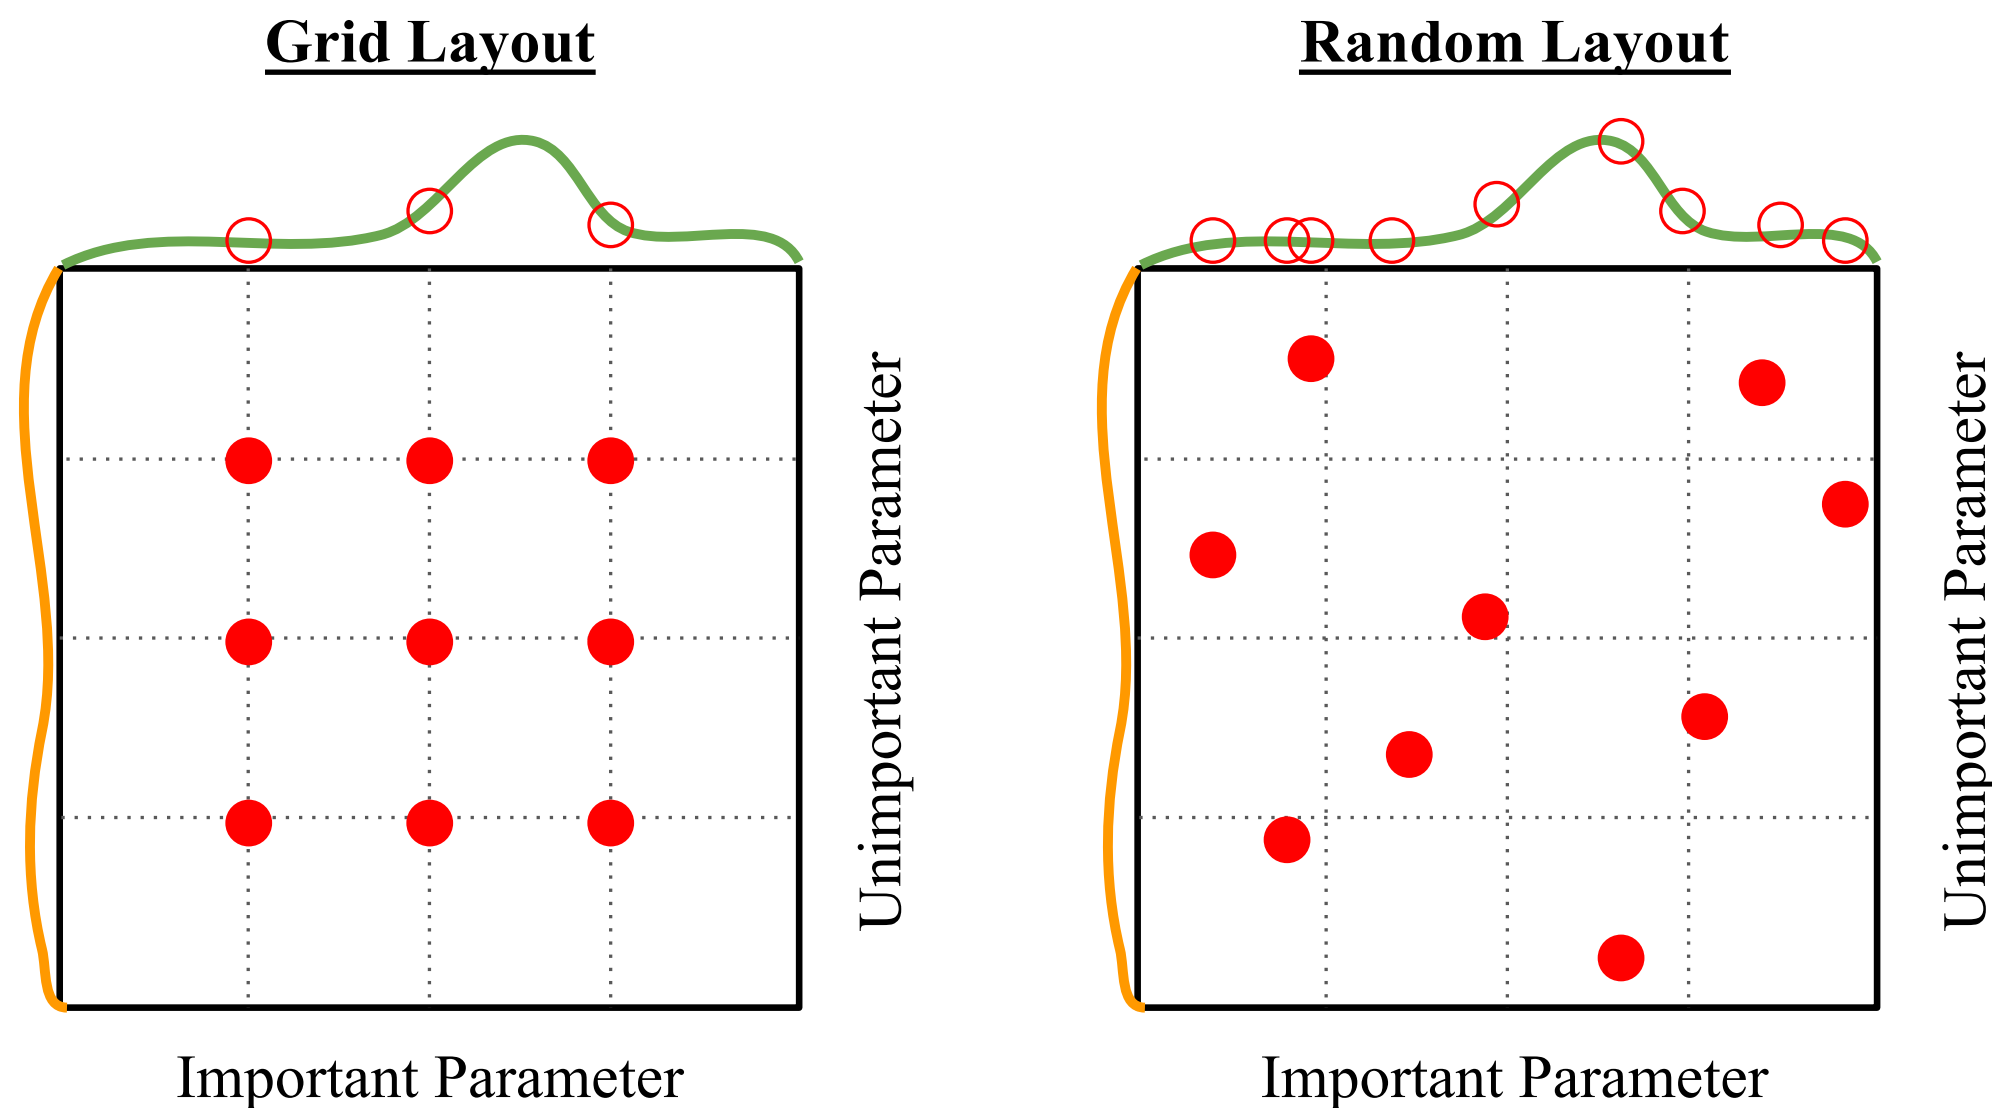 Grid Layout
Unimportant Parameter
Important Parameter
Random Layout
Unimportant Parameter
Important Parameter